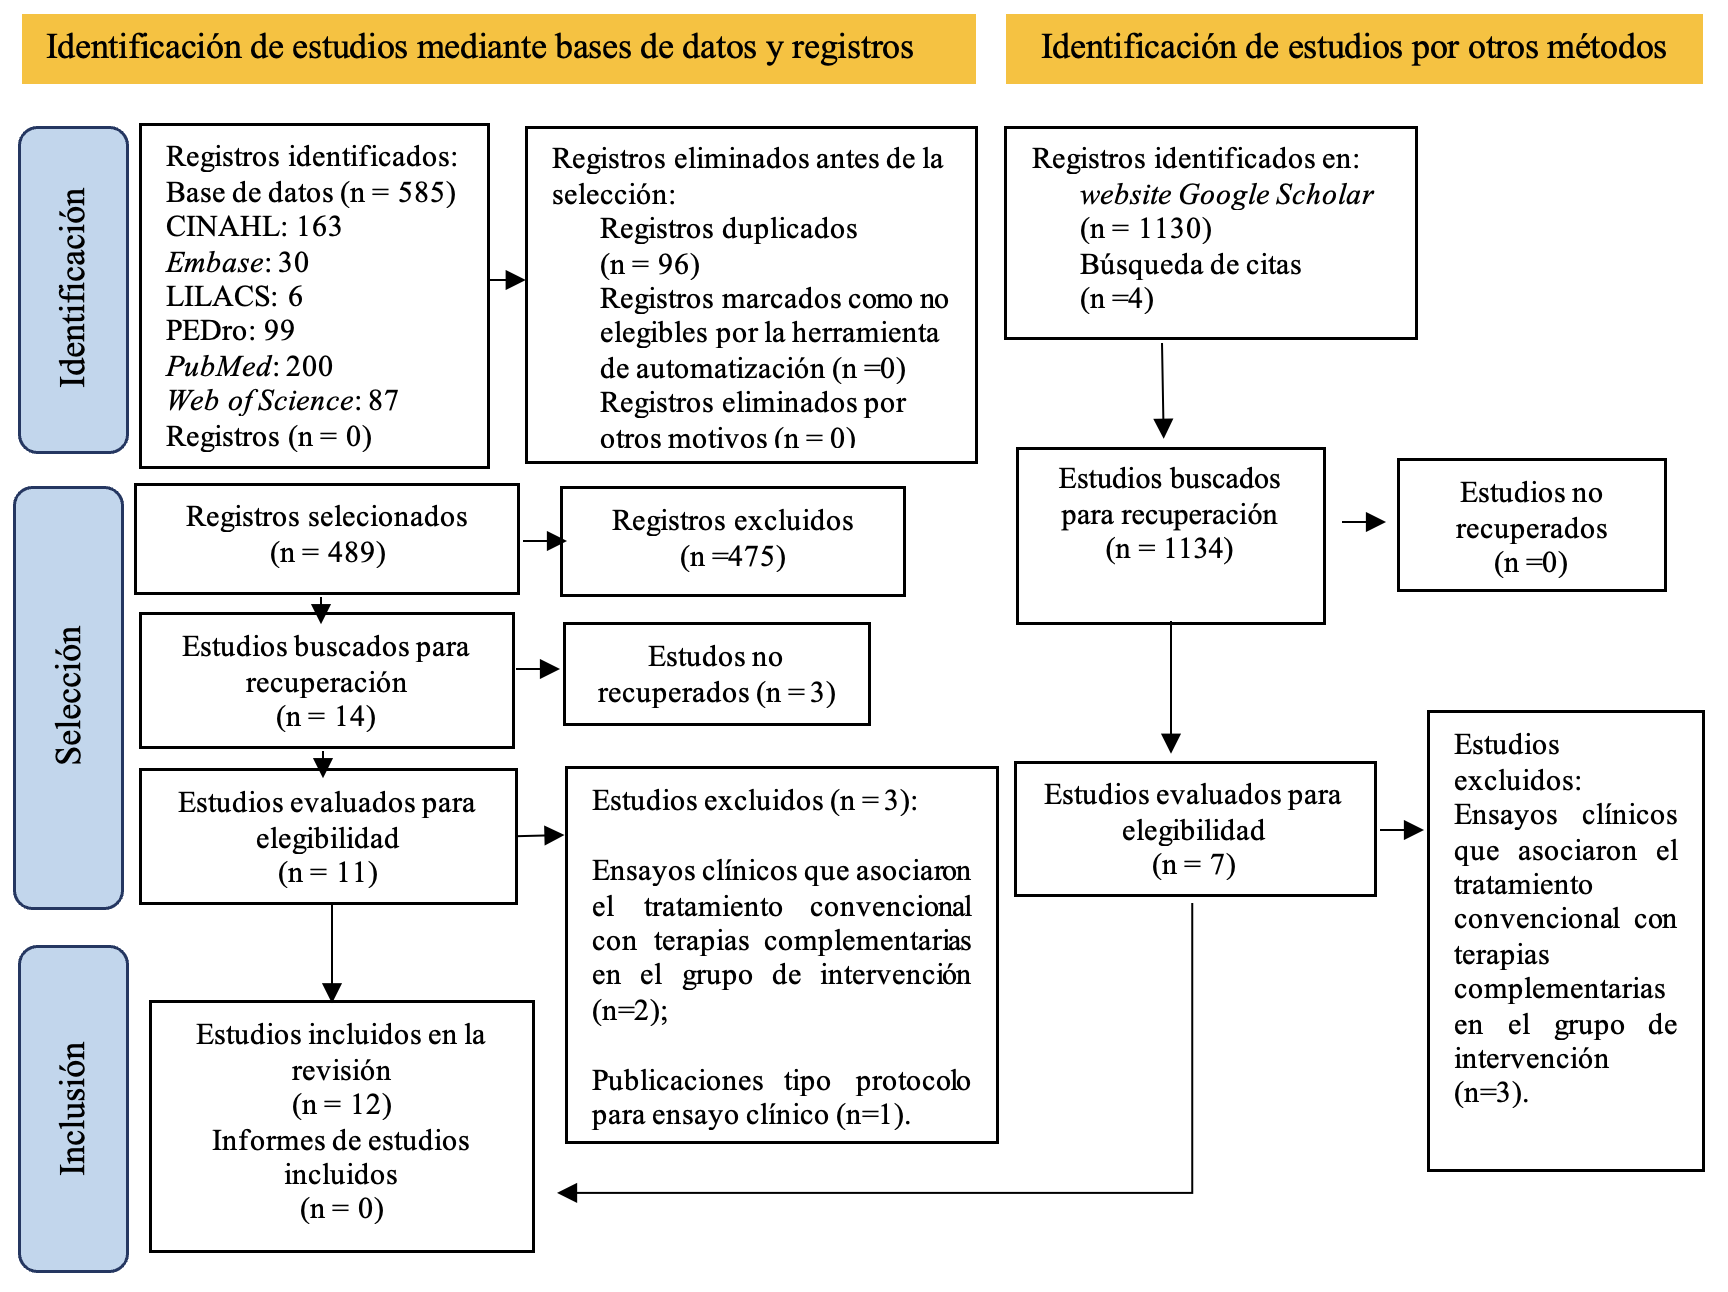 Identificación de estudios mediante bases de datos y registros
Identificación de estudios por otros métodos
Identificación
Registros identificados:
Base de datos (n = 585)
CINAHL: 163
Embase: 30
LILACS: 6
PEDro: 99
PubMed: 200
Web of Science: 87
Registros (n = 0)
Registros eliminados antes de la
selección:
Registros duplicados
(n = 96)
Registros marcados como no
elegibles por la herramienta
de automatización (n =0)
Registros eliminados por
otros motivos (n = 0)
Registros identificados en:
website Google Scholar
(n = 1130)
Búsqueda de citas
(n =4)
Selección
Registros selecionados
(n = 489)
Registros excluidos
(n =475)
Estudios buscados para
recuperación
(n = 14)
Estudos no
recuperados (n = 3)
Estudios evaluados para
elegibilidad
(n = 11)
Estudios excluidos (n = 3):
Ensayos clínicos que asociaron
el tratamiento convencional
con terapias complementarias
en el grupo de intervención
(n=2);
Publicaciones tipo protocolo
para ensayo clínico (n=1).
Estudios buscados
para recuperación
(n = 1134)
Estudios no
recuperados
(n =0)
Estudios evaluados para
elegibilidad
(n = 7)
Estudios
excluidos:
Ensayos clínicos
que asociaron el
tratamiento
convencional con
terapias
complementarias
en el grupo de
intervención
(n=3).
Inclusión
Estudios incluidos en la
revisión
(n = 12)
Informes de estudios
incluidos
(n = 0)